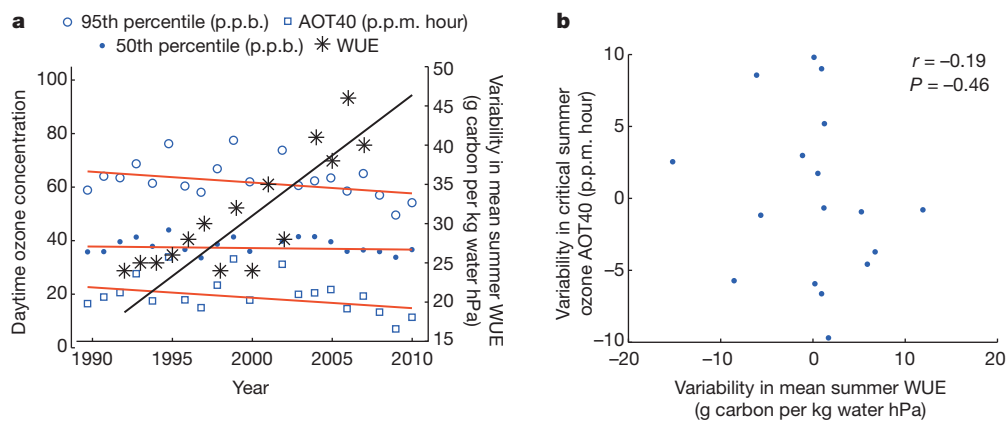 a
95th percentile (p.p.b.) AOT40 (p.p.m. hour)
50th percentile (p.p.b.) WUE
Daytime ozone concentration
100
80
60
40
20
0
50
45
40
35
30
25
20
15
Variability in mean summer WUE
(g carbon per kg water hPa)
1990 1995 2000 2005 2010
Year
b
Variability in critical summer
ozone AOT40 (p.p.m. hour)
10
5
0
−5
−10
r = −0.19
P = −0.46
−20 −10 0 10 20
Variability in mean summer WUE
(g carbon per kg water hPa)